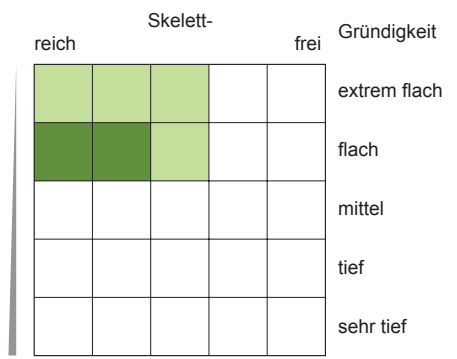 Skelett-
reich frei
Gründigkeit
extrem flach
flach
mittel
tief
sehr tief